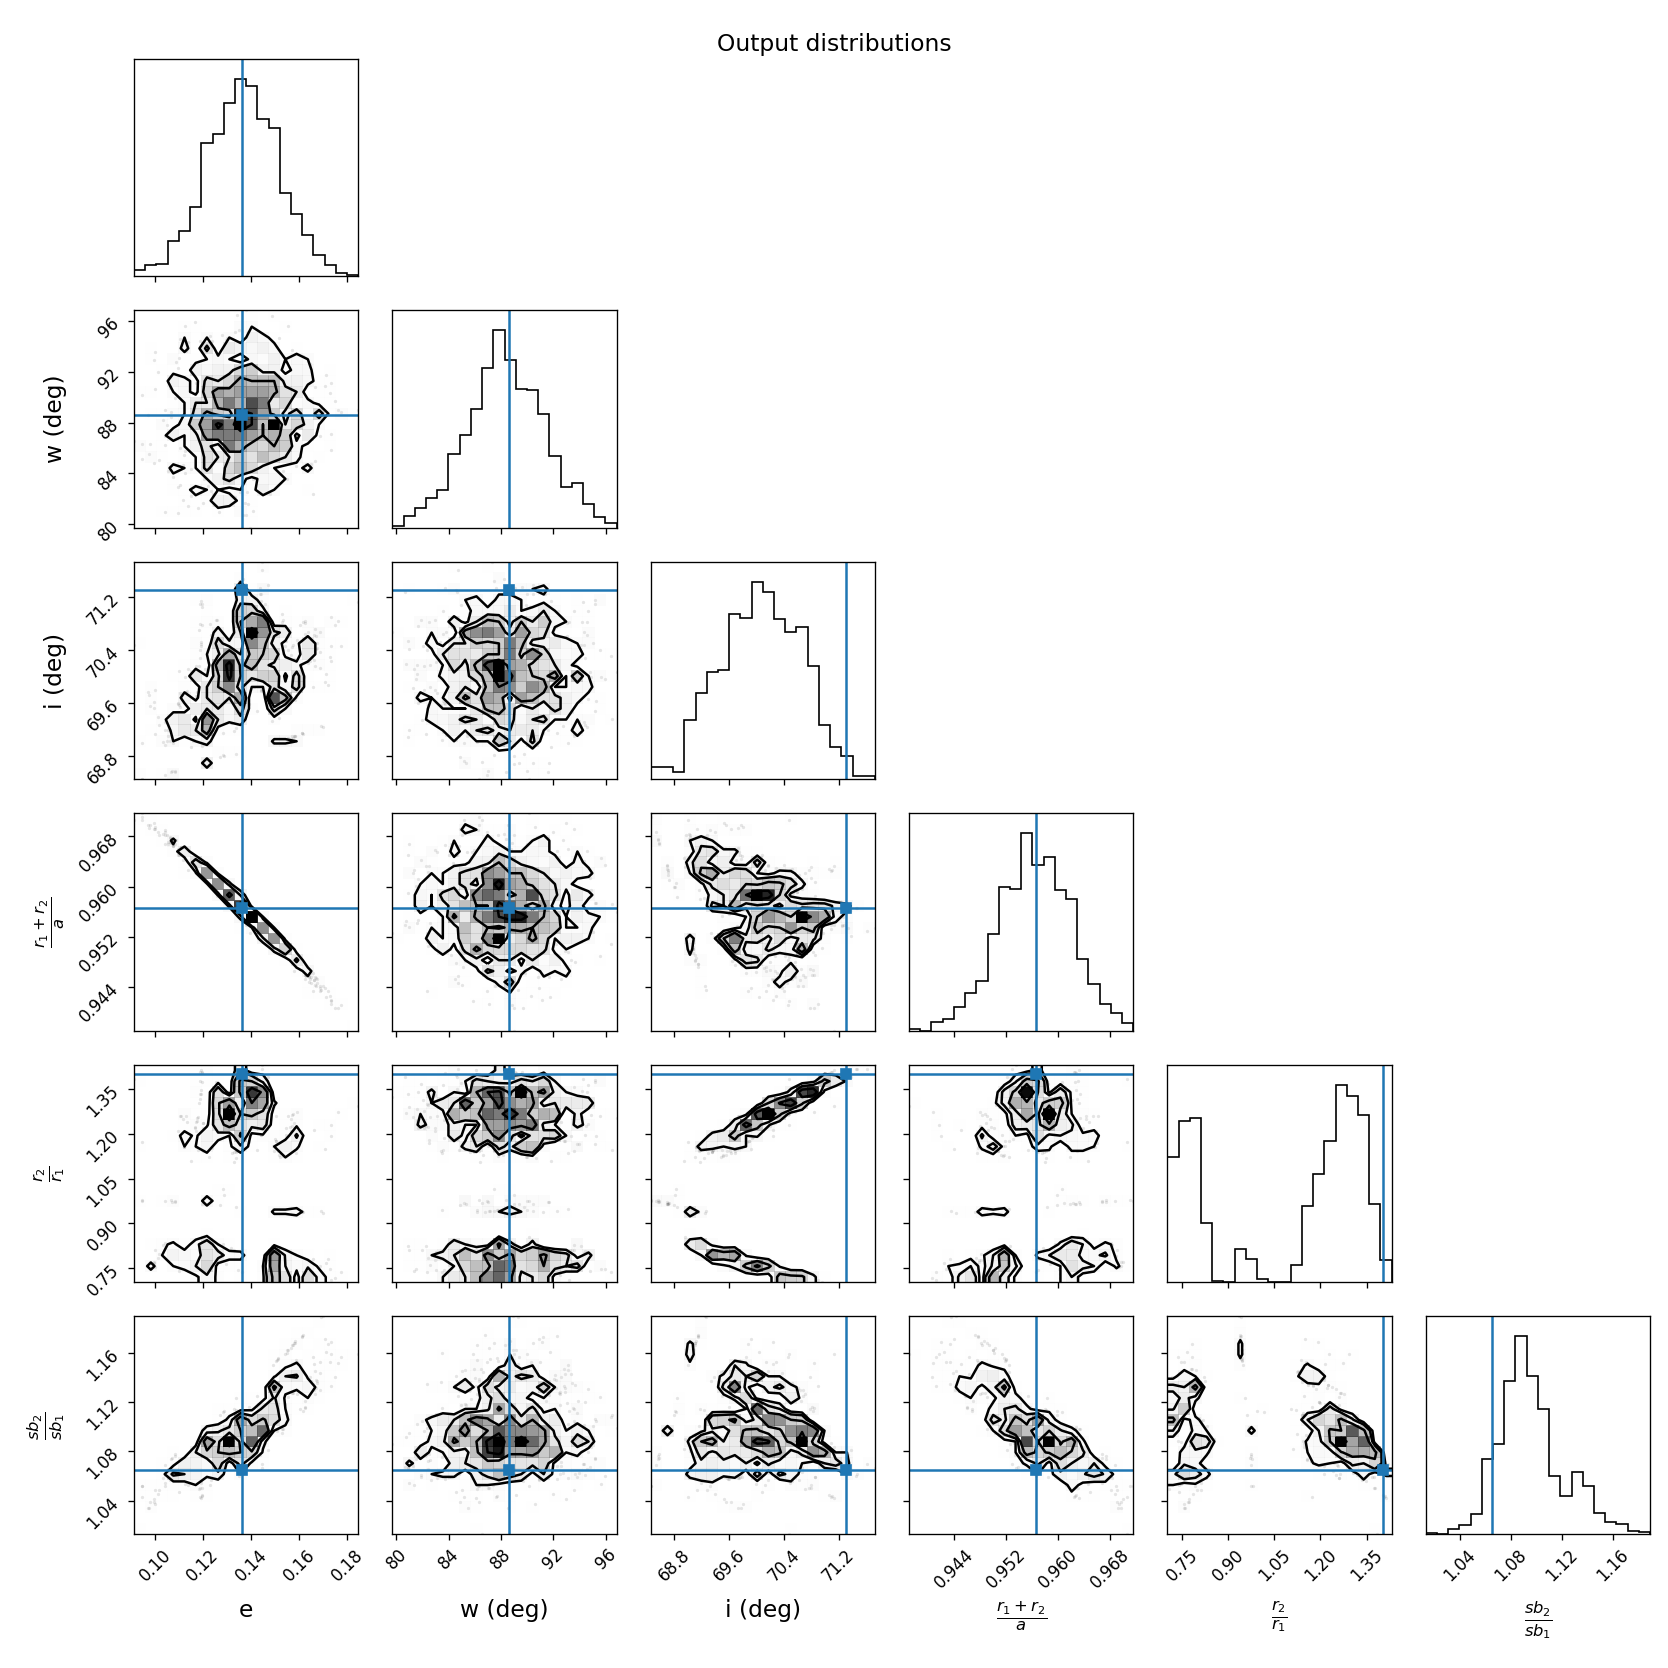 Output distributions
96
92
88
84
80
w (deg)
71.2
70.4
69.6
68.8
i (deg)
0.968
0.960
0.952
0.944
r₁ + r₂
a
1.35
1.20
1.05
0.90
0.75
r₂
r₁
1.16
1.12
1.08
1.04
sb₂
sb₁
0.10 0.12 0.14 0.16 0.18 80 84 88 92 96 68.8 69.6 70.4 71.2 0.944 0.952 0.960 0.968 0.75 0.90 1.05 1.20 1.35 1.04 1.08 1.12 1.16
e w (deg) i (deg)
r₁ + r₂
a
r₂
r₁
sb₂
sb₁